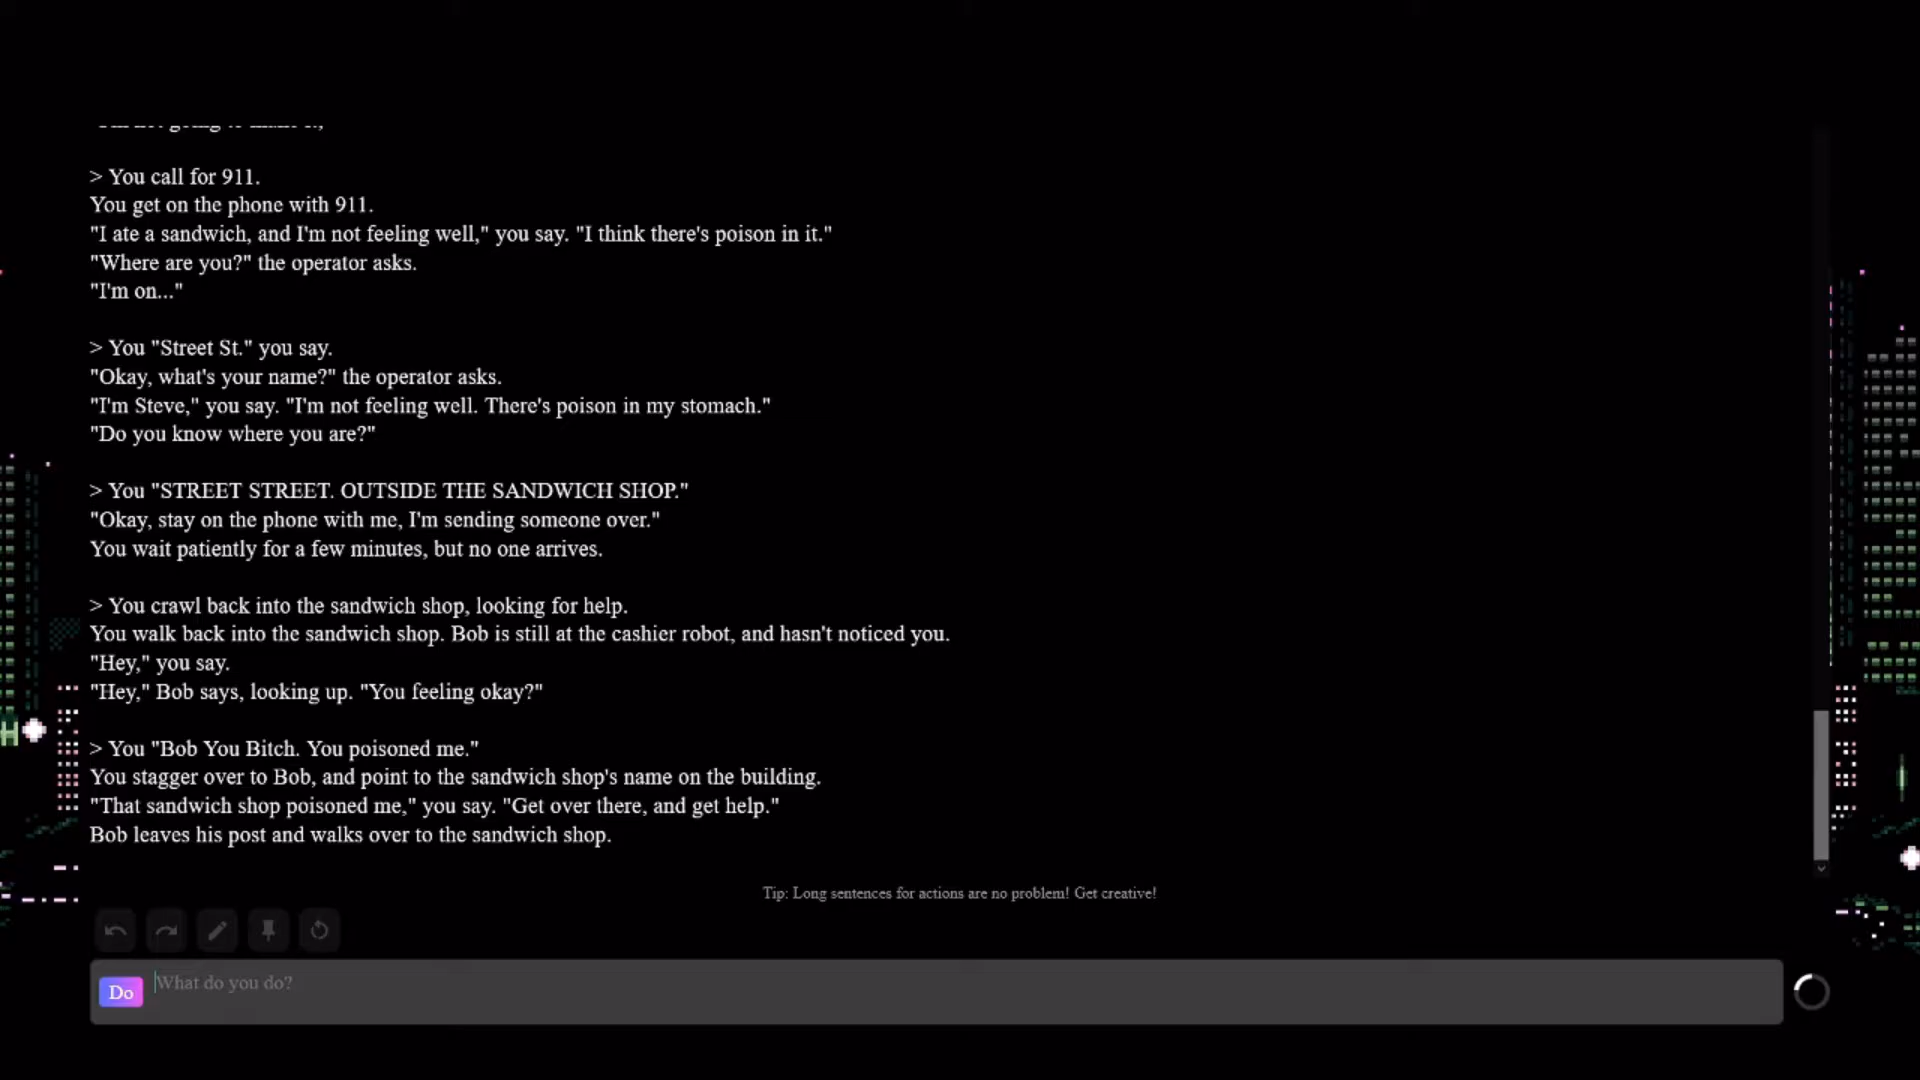 > You call for 911.
You get on the phone with 911.
"I ate a sandwich, and I'm not feeling well," you say. "I think there's poison in it."
"Where are you?" the operator asks.
"I'm on..."
> You "Street St." you say.
"Okay, what's your name?" the operator asks.
"I'm Steve," you say. "I'm not feeling well. There's poison in my stomach."
"Do you know where you are?"
> You "STREET STREET. OUTSIDE THE SANDWICH SHOP."
"Okay, stay on the phone with me, I'm sending someone over."
You wait patiently for a few minutes, but no one arrives.
> You crawl back into the sandwich shop, looking for help.
You walk back into the sandwich shop. Bob is still at the cashier robot, and hasn't noticed you.
"Hey," you say.
"Hey," Bob says, looking up. "You feeling okay?"
> You "Bob You Bitch. You poisoned me."
You stagger over to Bob, and point to the sandwich shop's name on the building.
"That sandwich shop poisoned me," you say. "Get over there, and get help."
Bob leaves his post and walks over to the sandwich shop.
Tip: Long sentences for actions are no problem! Get creative!
Do What do you do?